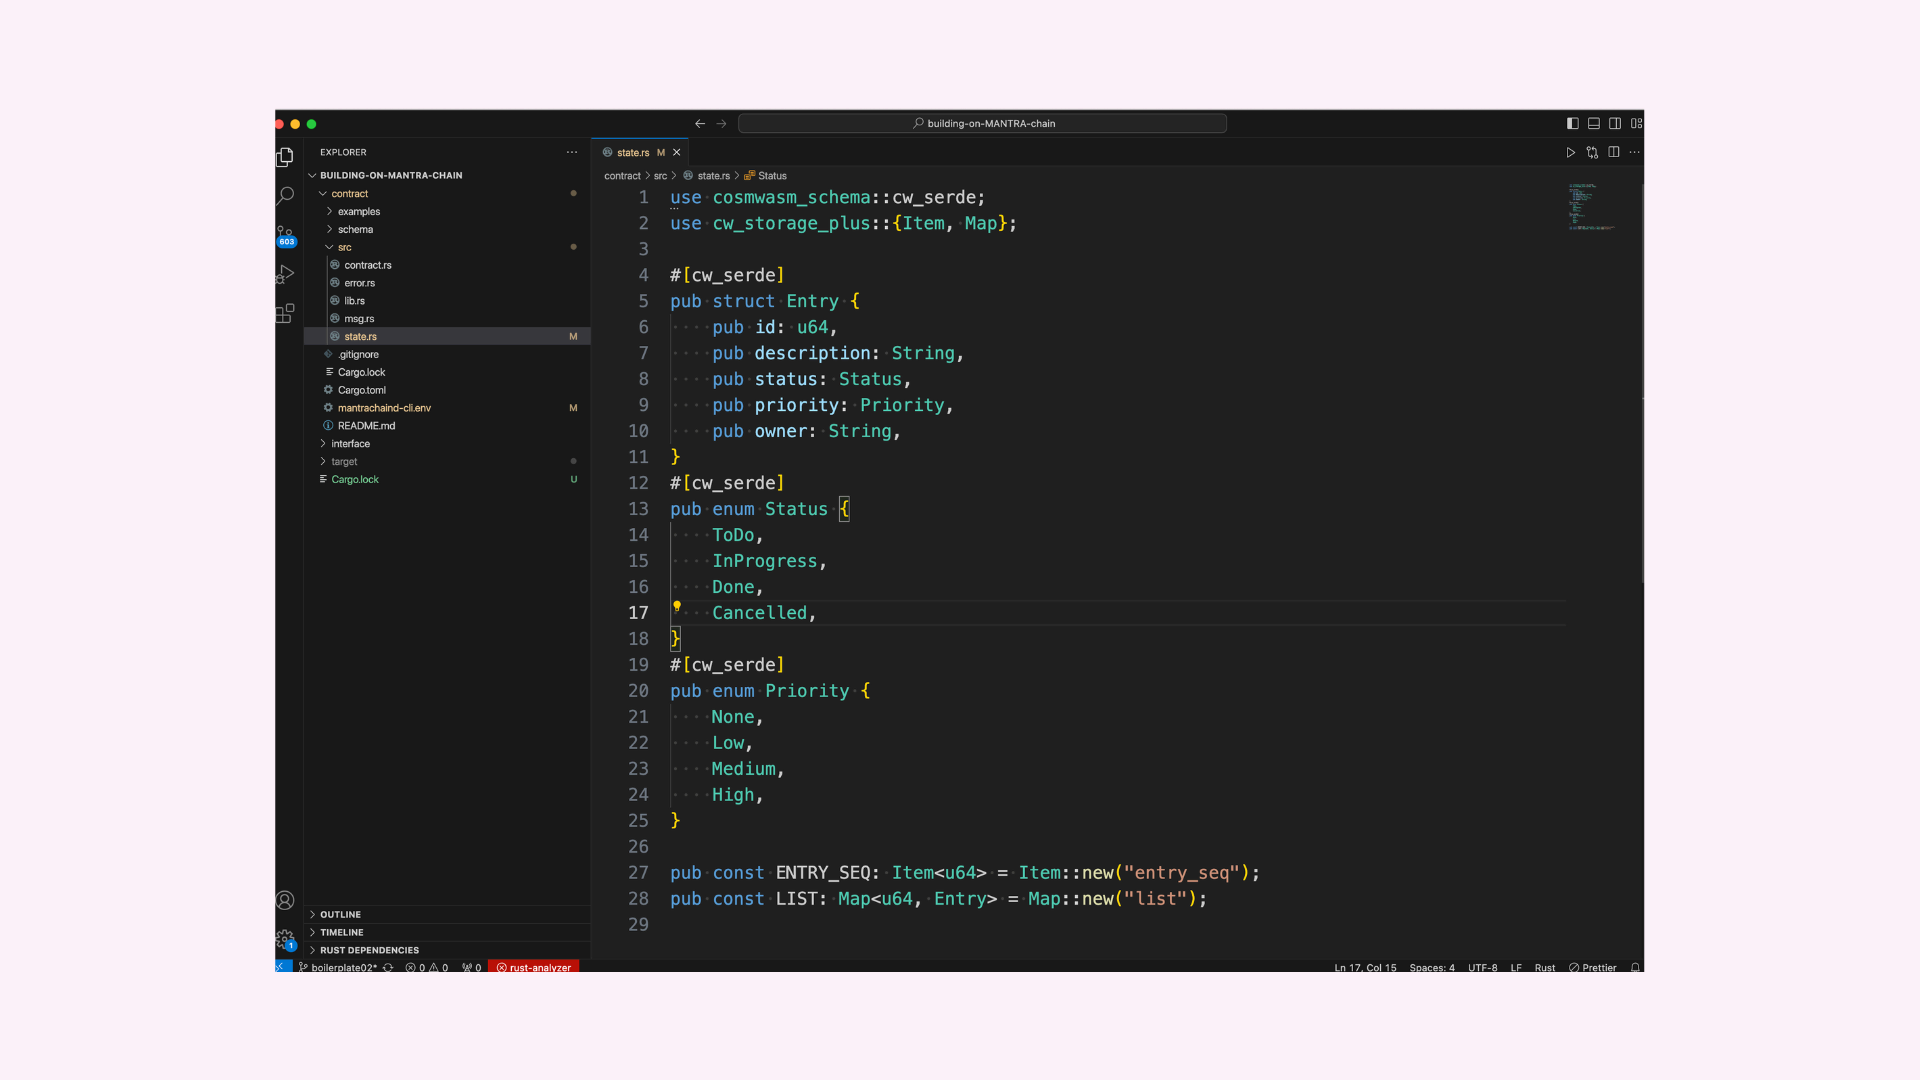 building-on-MANTRA-chain
EXPLORER
BUILDING-ON-MANTRA-CHAIN
contract
examples
schema
src
contract.rs
error.rs
lib.rs
msg.rs
state.rs M
.gitignore
Cargo.lock
Cargo.toml
mantrachaind-cli.env M
README.md
interface
target
Cargo.lock U
603
1
OUTLINE
TIMELINE
RUST DEPENDENCIES
state.rs M
contract > src > state.rs > Status
1 use cosmwasm_schema::cw_serde;
2 use cw_storage_plus::{Item, Map};
3
4 #[cw_serde]
5 pub struct Entry {
6 pub id: u64,
7 pub description: String,
8 pub status: Status,
9 pub priority: Priority,
10 pub owner: String,
11 }
12 #[cw_serde]
13 pub enum Status {
14 ToDo,
15 InProgress,
16 Done,
17 Cancelled,
18 }
19 #[cw_serde]
20 pub enum Priority {
21 None,
22 Low,
23 Medium,
24 High,
25 }
26
27 pub const ENTRY_SEQ: Item<u64> = Item::new("entry_seq");
28 pub const LIST: Map<u64, Entry> = Map::new("list");
29
boilerplate02* 0 0 0 rust-analyzer Ln 17, Col 15 Spaces: 4 UTF-8 LF Rust Prettier